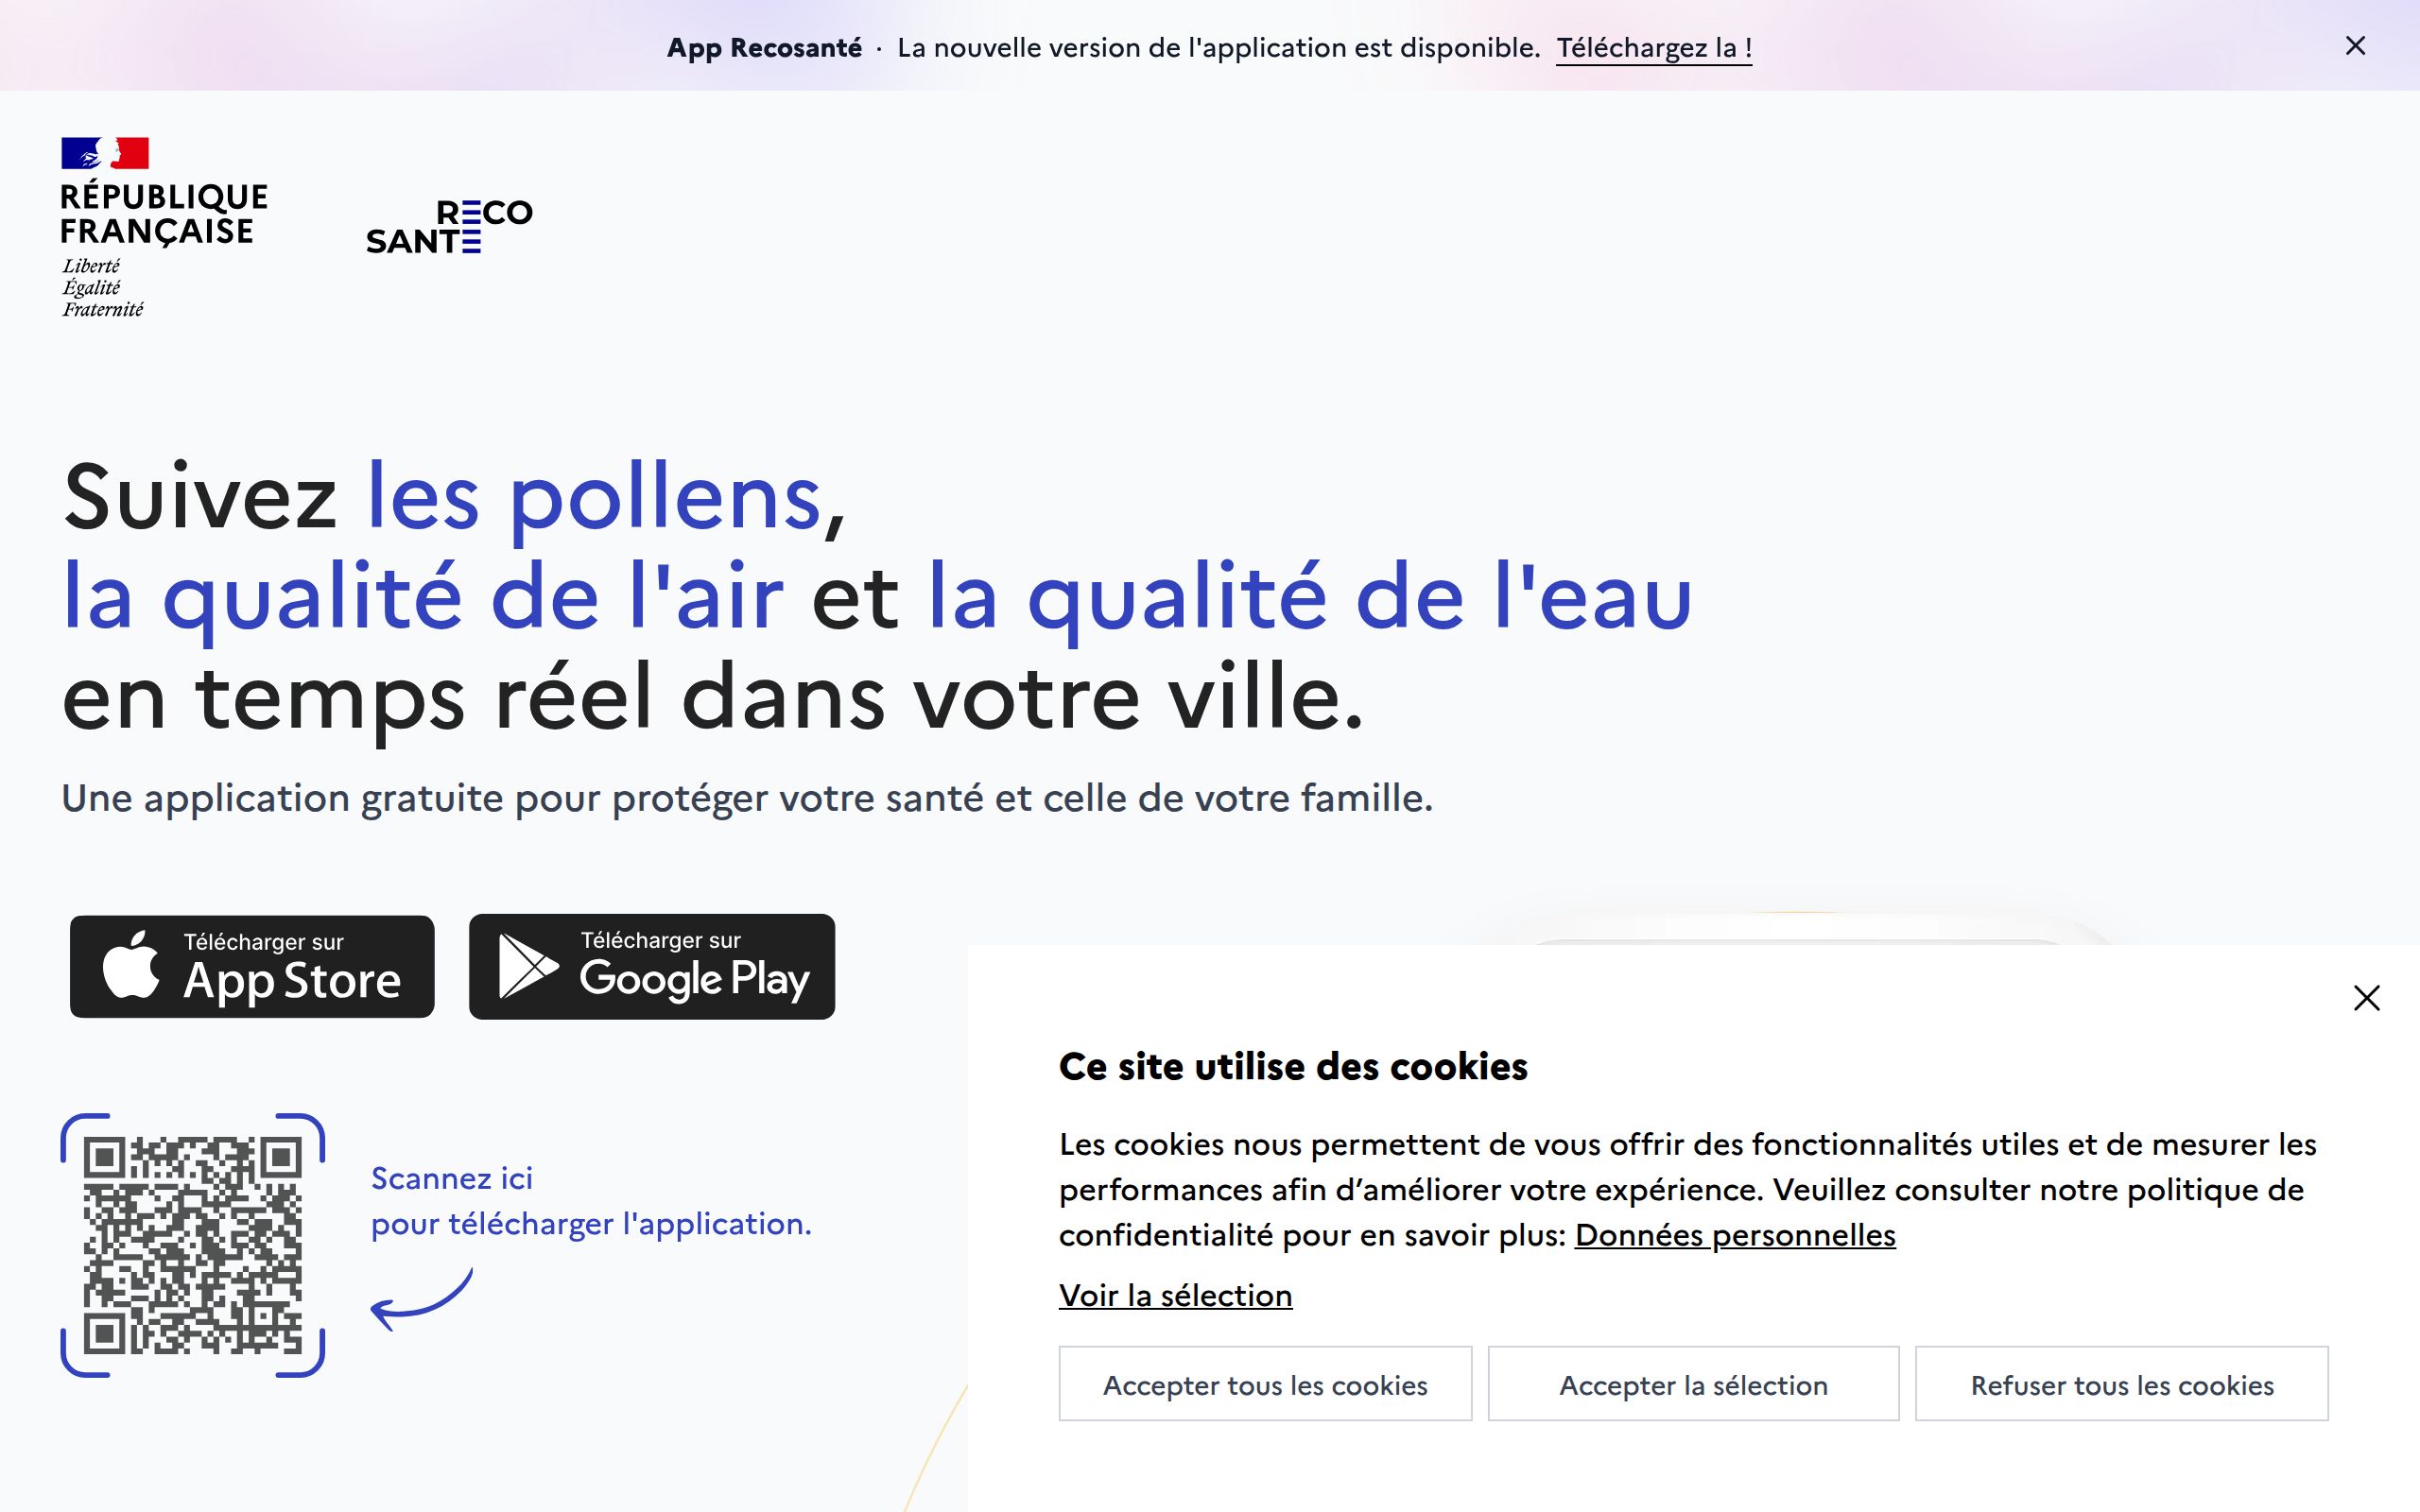 App Recosanté · La nouvelle version de l'application est disponible. Téléchargez la !
RÉPUBLIQUE
FRANÇAISE
Liberté
Égalité
Fraternité
RECO
SANTE
Suivez les pollens,
la qualité de l'air et la qualité de l'eau
en temps réel dans votre ville.
Une application gratuite pour protéger votre santé et celle de votre famille.
Télécharger sur
App Store
Télécharger sur
Google Play
Scannez ici
pour télécharger l'application.
Ce site utilise des cookies
Les cookies nous permettent de vous offrir des fonctionnalités utiles et de mesurer les
performances afin d’améliorer votre expérience. Veuillez consulter notre politique de
confidentialité pour en savoir plus: Données personnelles
Voir la sélection
Accepter tous les cookies
Accepter la sélection
Refuser tous les cookies